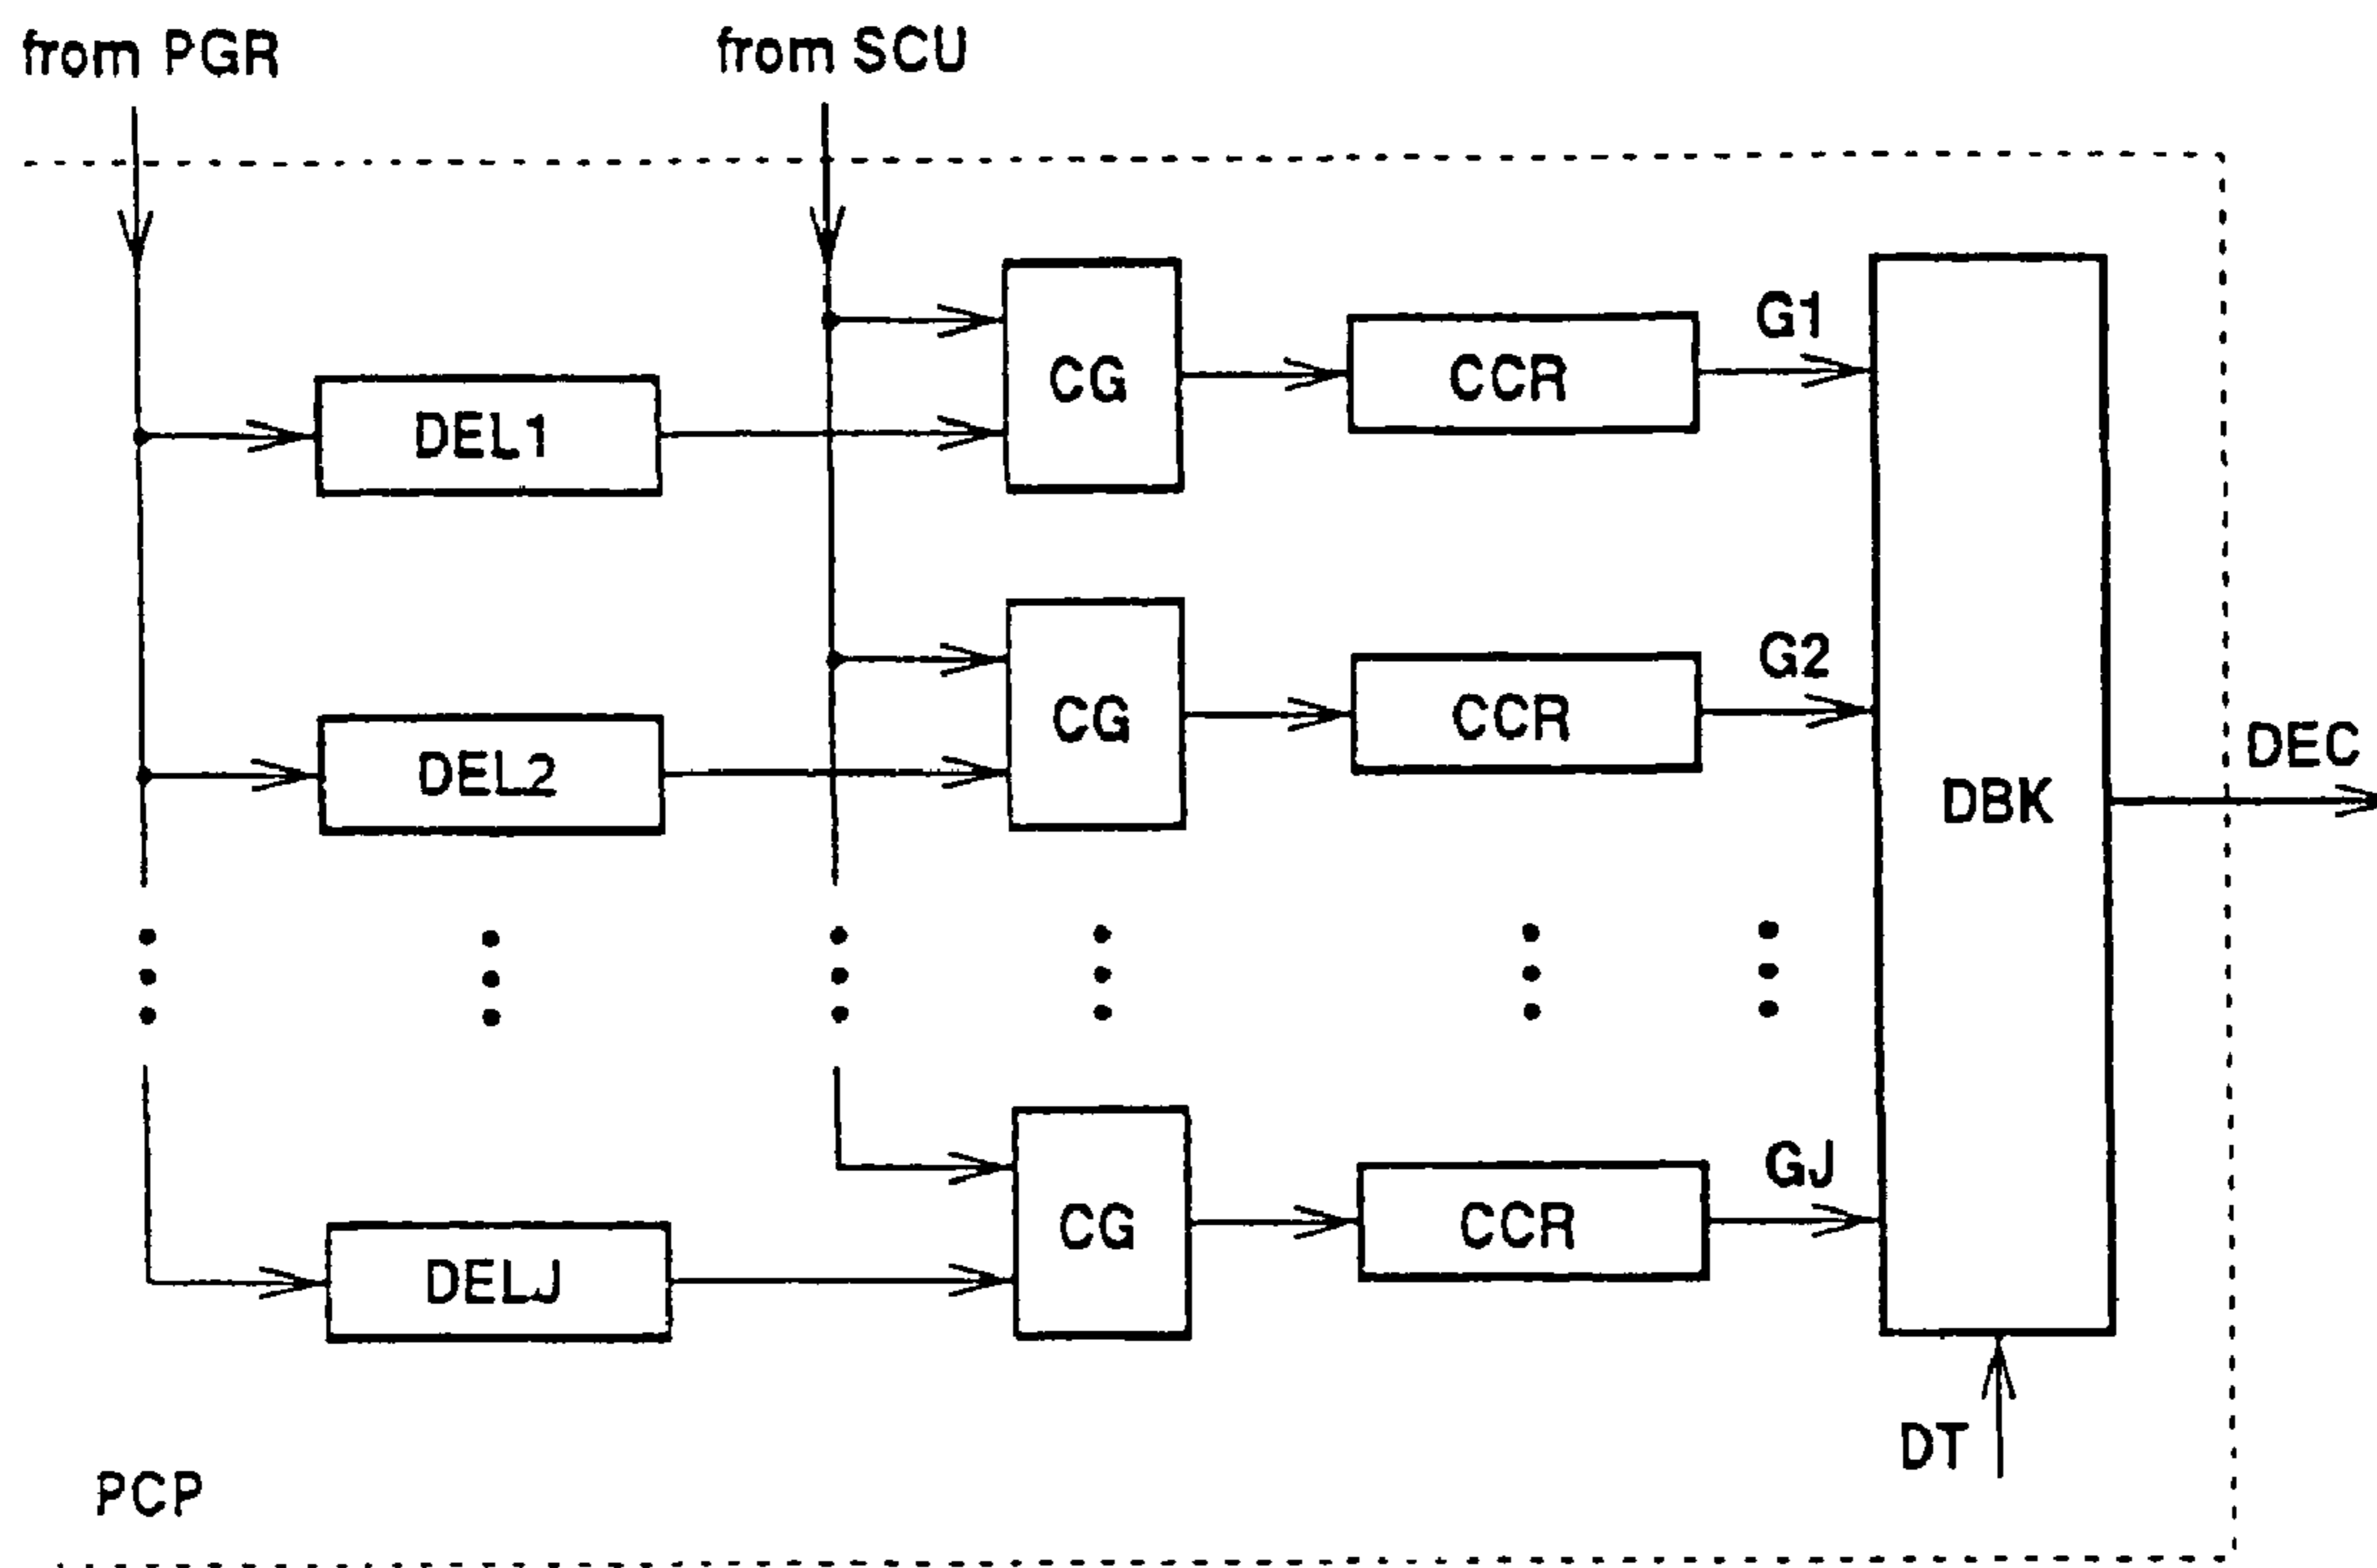 from PGR
from SCU
G1
CG
CCR
DEL1
G2
CG
CCR
DEL2
DEC
DBK
GJ
CG
CCR
DELJ
DT
PCP